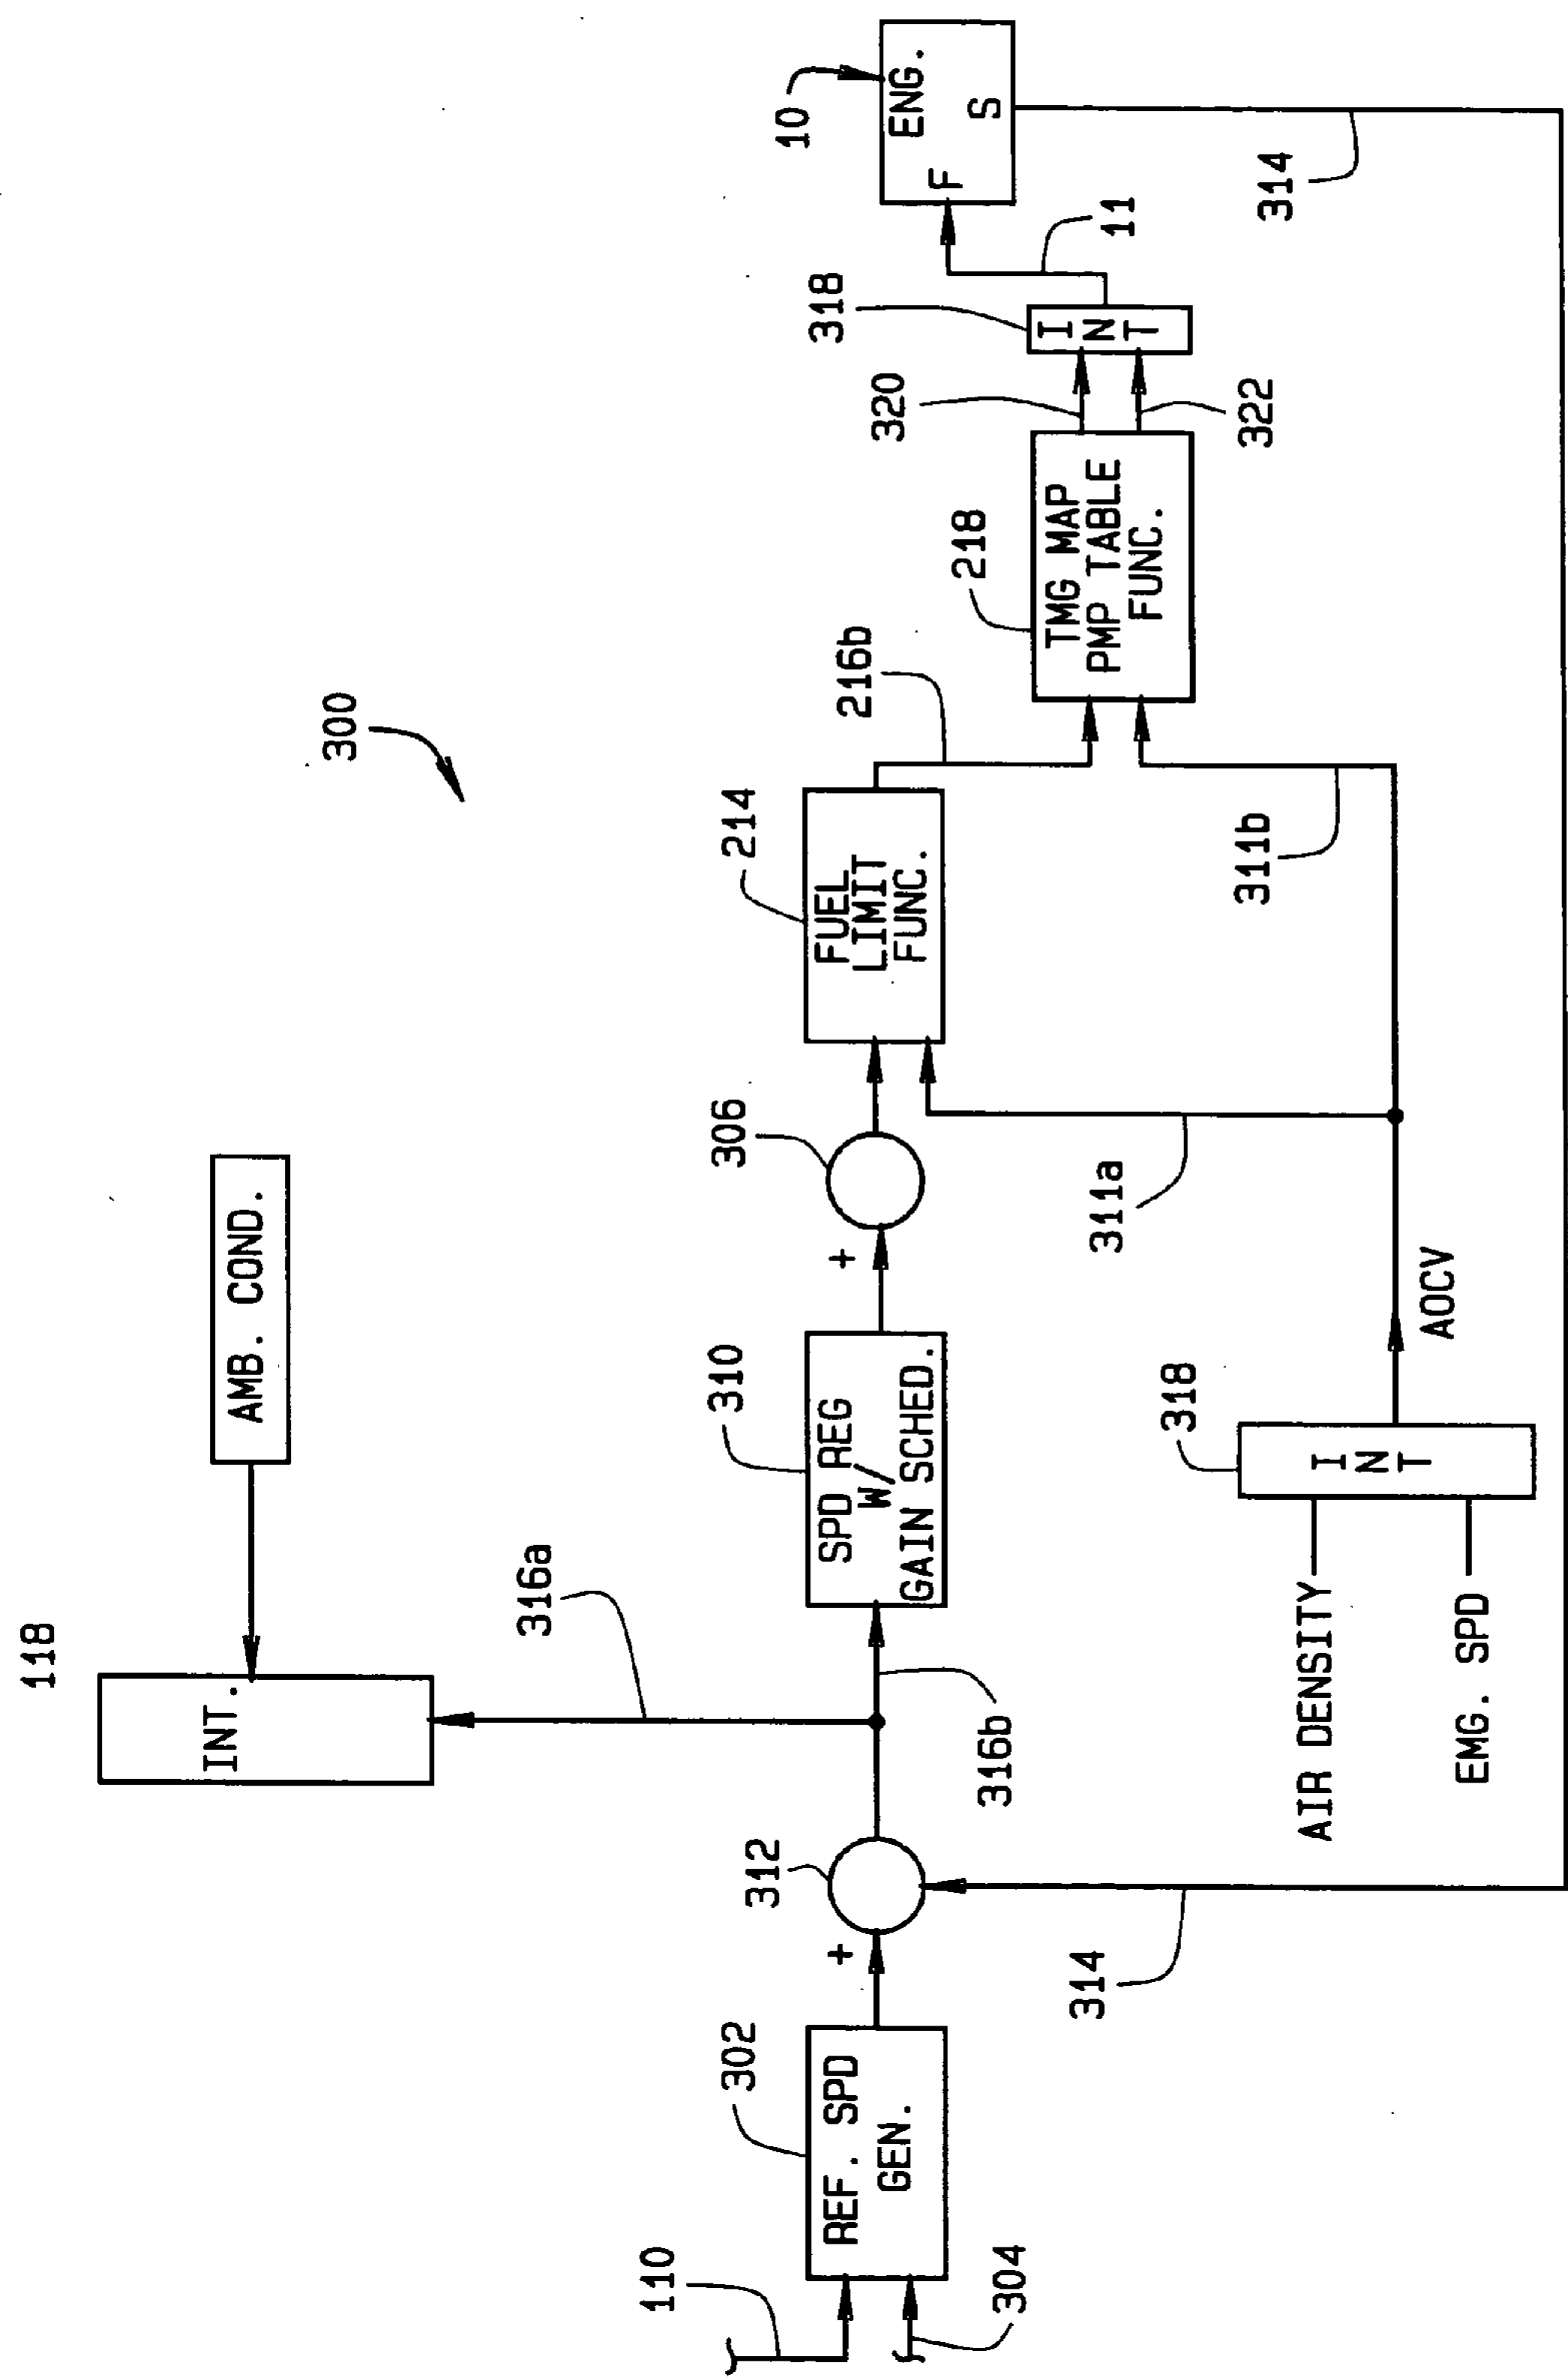 300
AMB. COND.
118
INT.
316a
110
304
302
REF. SPD
GEN.
+
312
316b
310
SPD REG
W/
GAIN SCHED.
+
306
214
FUEL
LIMIT
FUNC.
216b
218
TMG MAP
PMP TABLE
FUNC.
320
322
318
INT
11
10
ENG.
F
S
314
314
AIR DENSITY
EMG. SPD
318
INT
AOCV
311a
311b